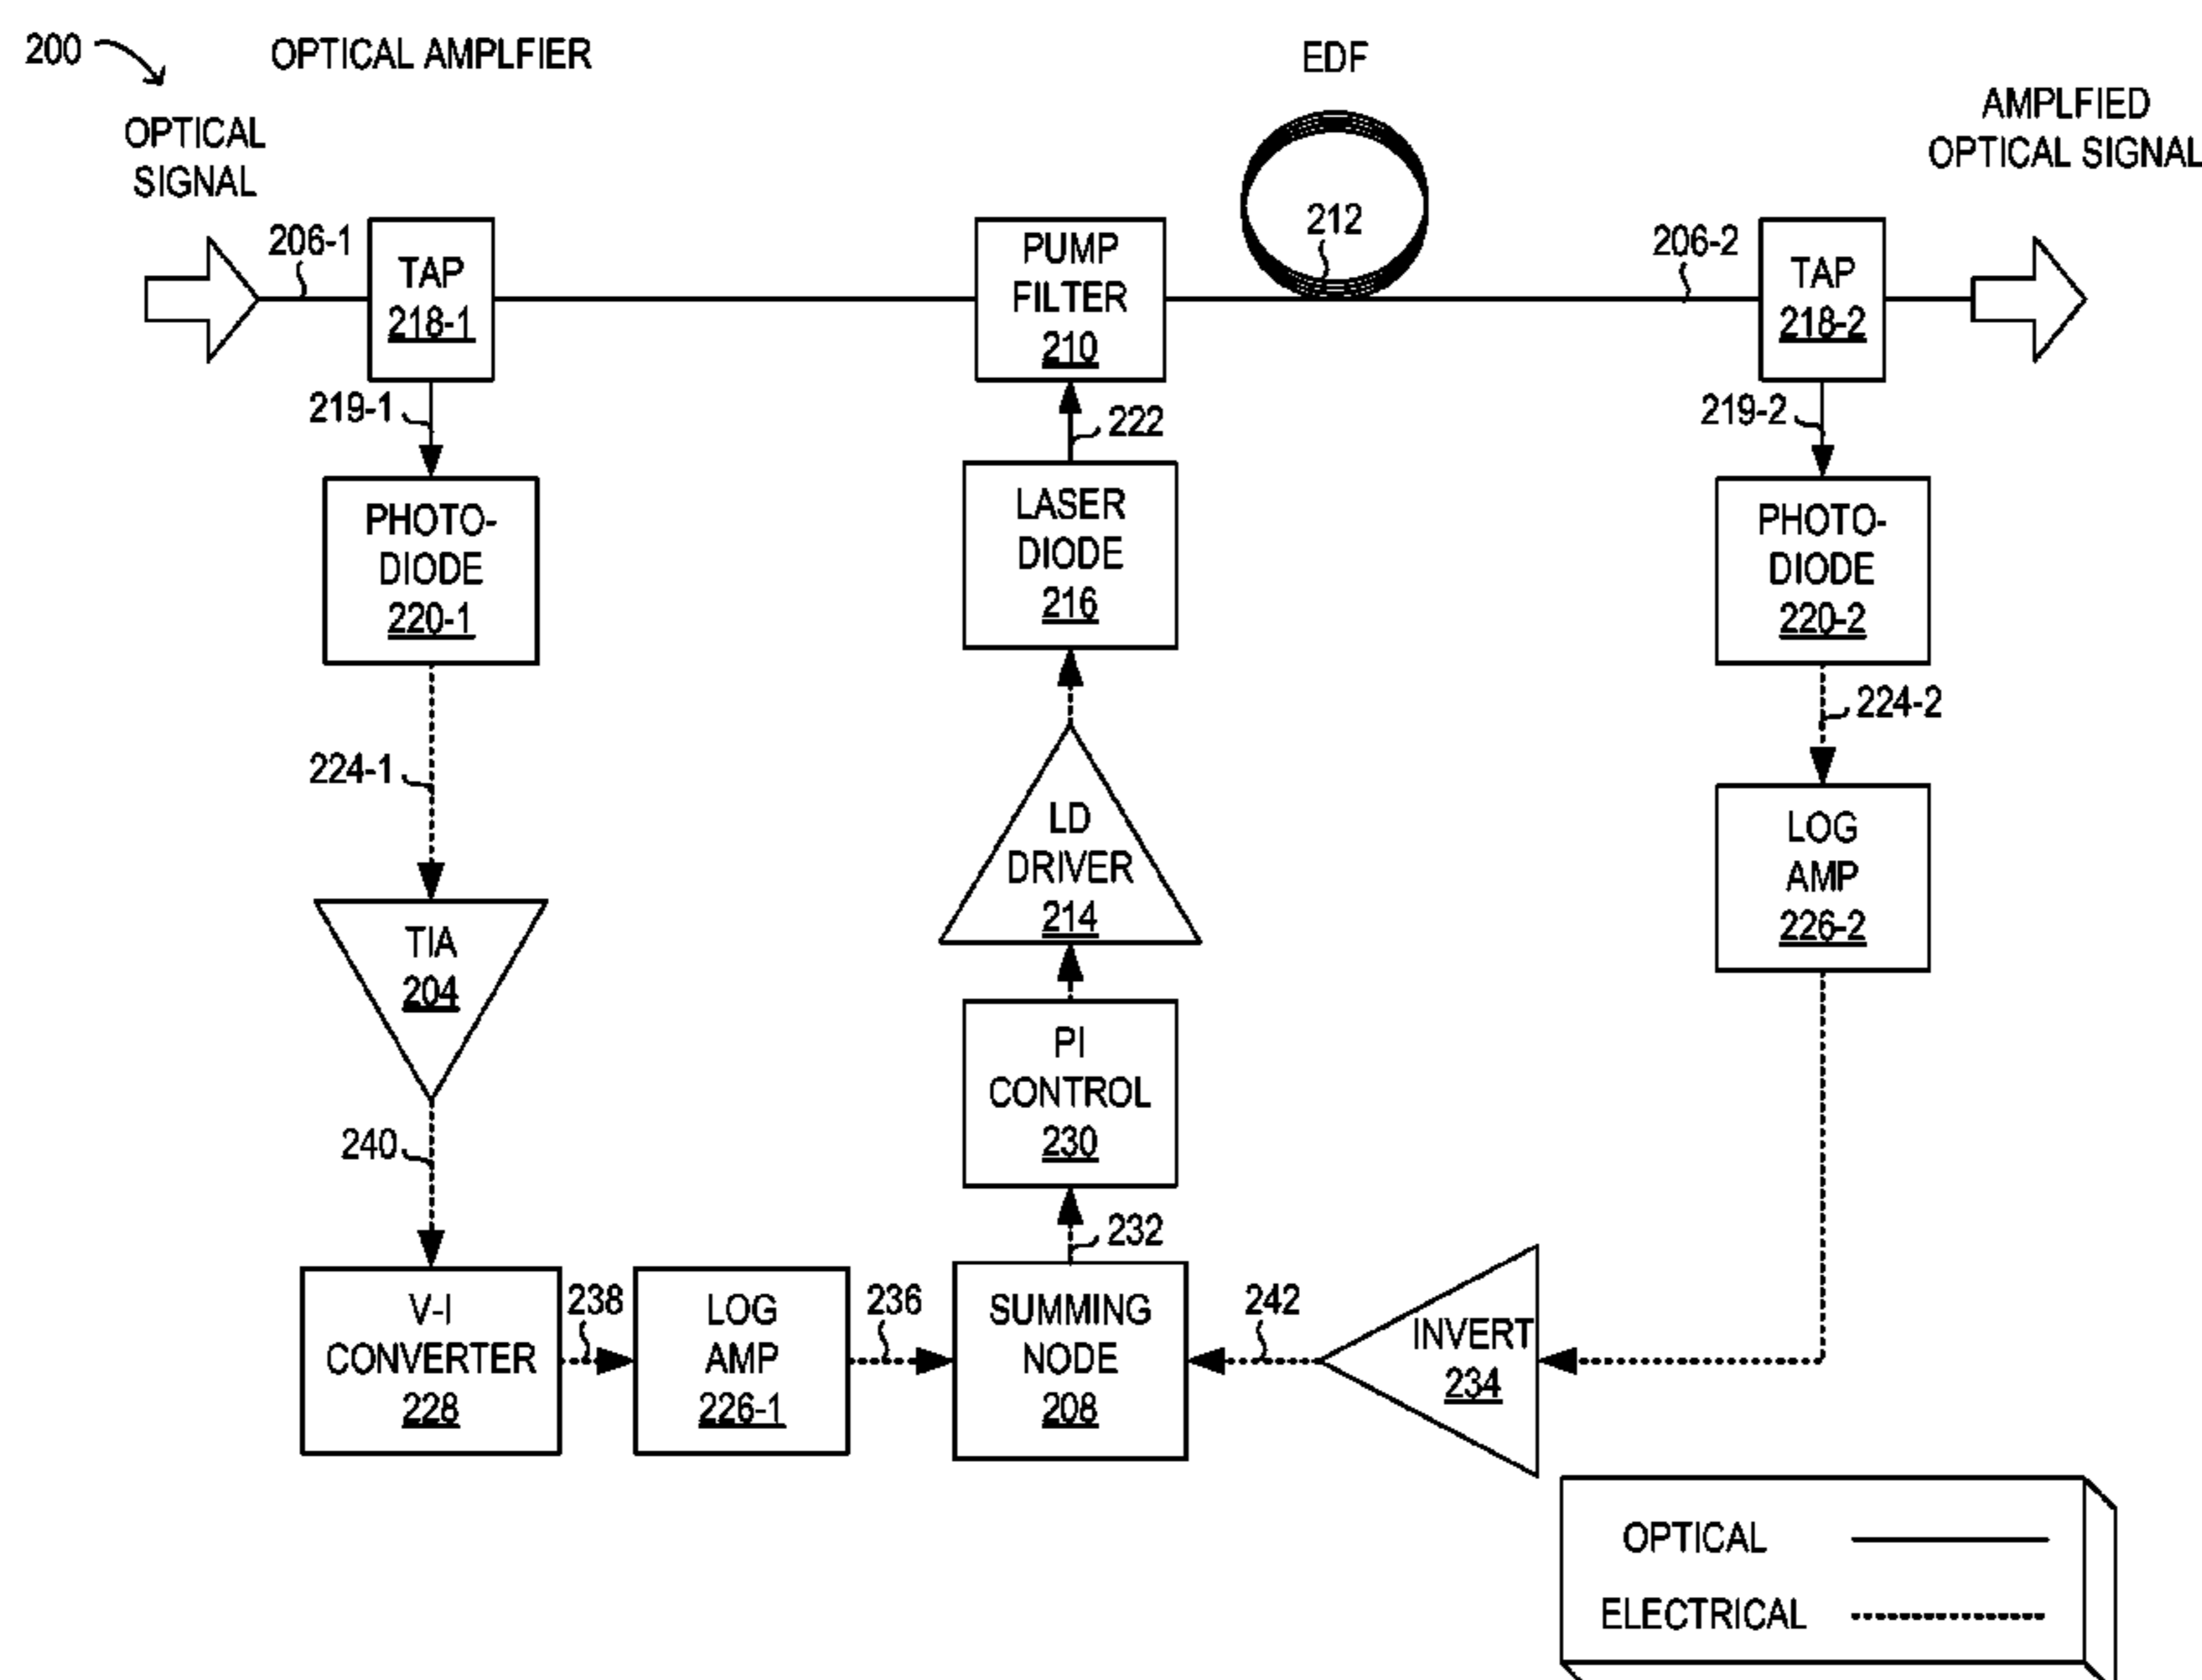 200
OPTICAL AMPLFIER
EDF
OPTICAL
SIGNAL
AMPLFIED
OPTICAL SIGNAL
206-1
TAP
218-1
PUMP
FILTER
210
212
206-2
TAP
218-2
219-1
222
219-2
PHOTO-
DIODE
220-1
LASER
DIODE
216
PHOTO-
DIODE
220-2
224-1
224-2
LD
DRIVER
214
LOG
AMP
226-2
TIA
204
PI
CONTROL
230
240
232
V-I
CONVERTER
228
238
LOG
AMP
226-1
236
SUMMING
NODE
208
242
INVERT
234
OPTICAL
ELECTRICAL